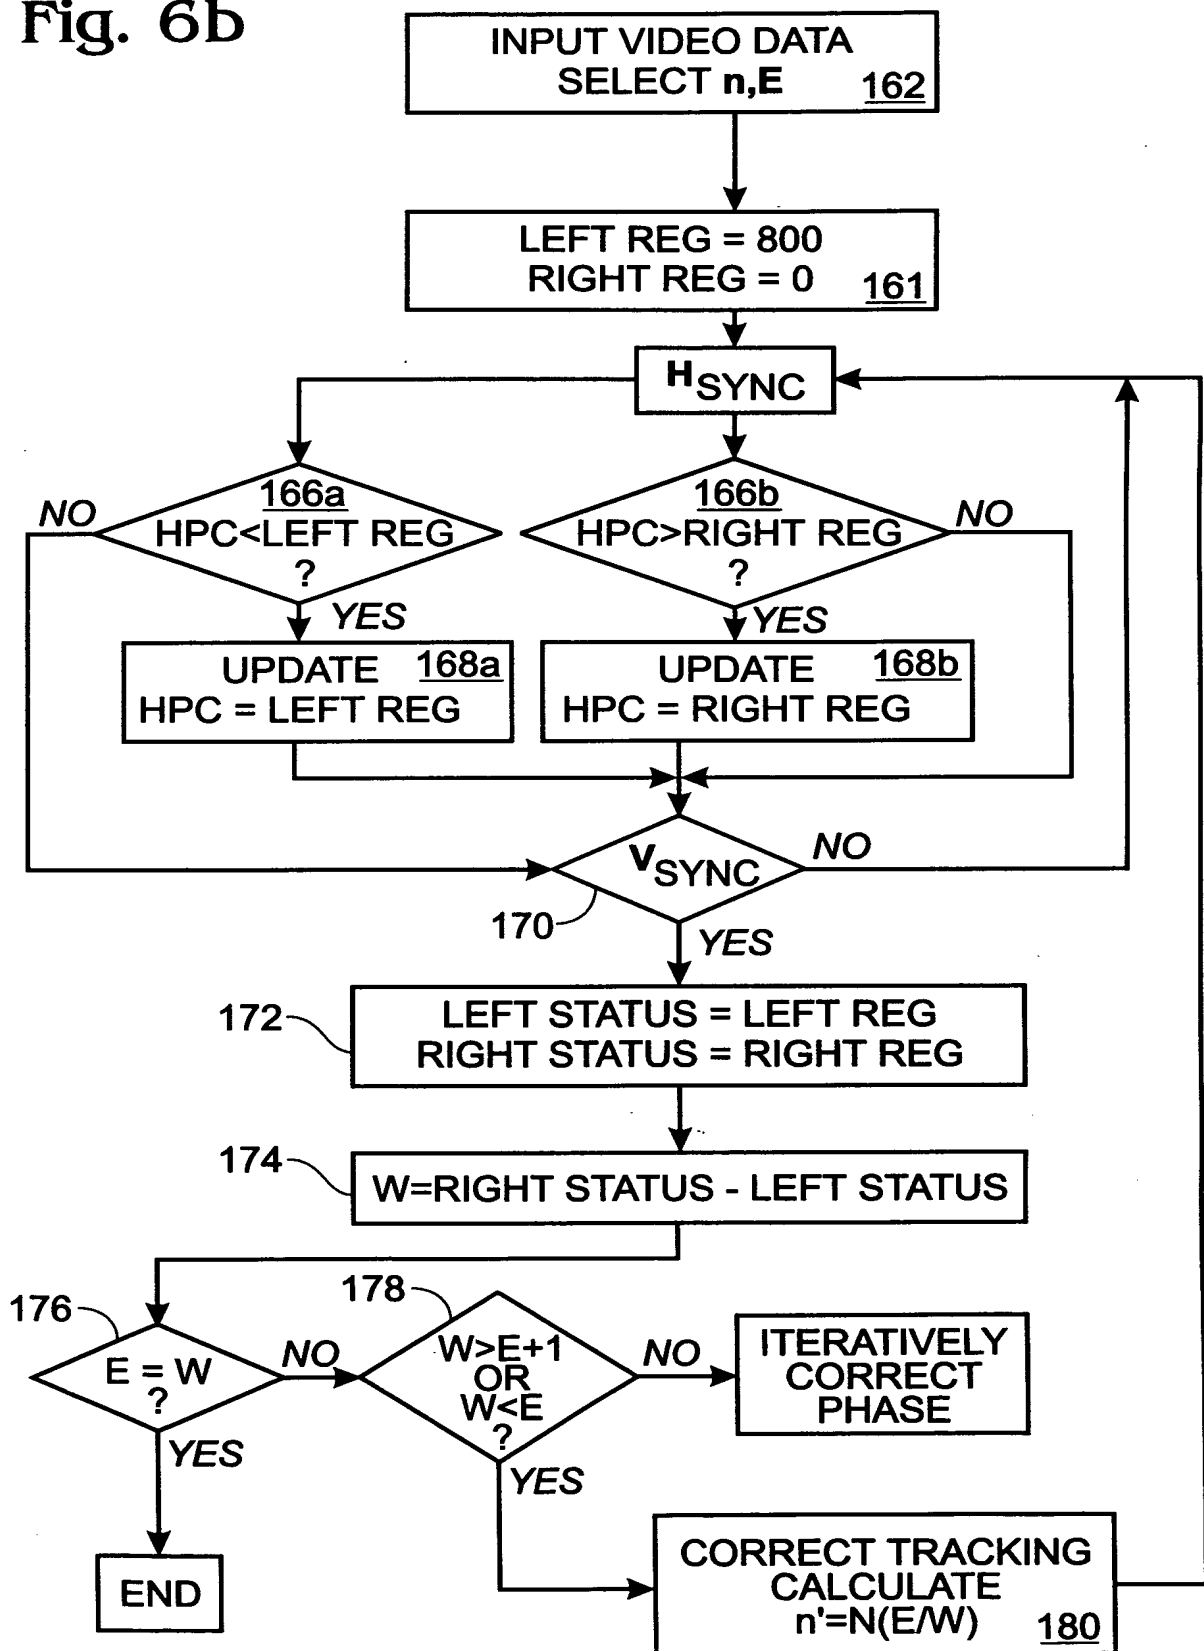 Fig. 6b
INPUT VIDEO DATA
SELECT n,E
162
LEFT REG = 800
RIGHT REG = 0
161
HSYNC
166a
HPC<LEFT REG
?
NO
YES
166b
HPC>RIGHT REG
?
NO
YES
UPDATE 168a
HPC = LEFT REG
UPDATE 168b
HPC = RIGHT REG
VSYNC
NO
170
YES
172
LEFT STATUS = LEFT REG
RIGHT STATUS = RIGHT REG
174
W=RIGHT STATUS - LEFT STATUS
176
E = W
?
NO
YES
178
W>E+1
OR
W<E
?
NO
YES
ITERATIVELY
CORRECT
PHASE
END
CORRECT TRACKING
CALCULATE
n'=N(E/W)
180